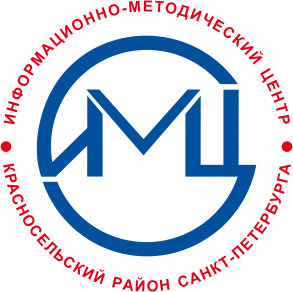 ИНФОРМАЦИОННО-МЕТОДИЧЕСКИЙ ЦЕНТР
ИМЦ
КРАСНОСЕЛЬСКИЙ РАЙОН САНКТ-ПЕТЕРБУРГА